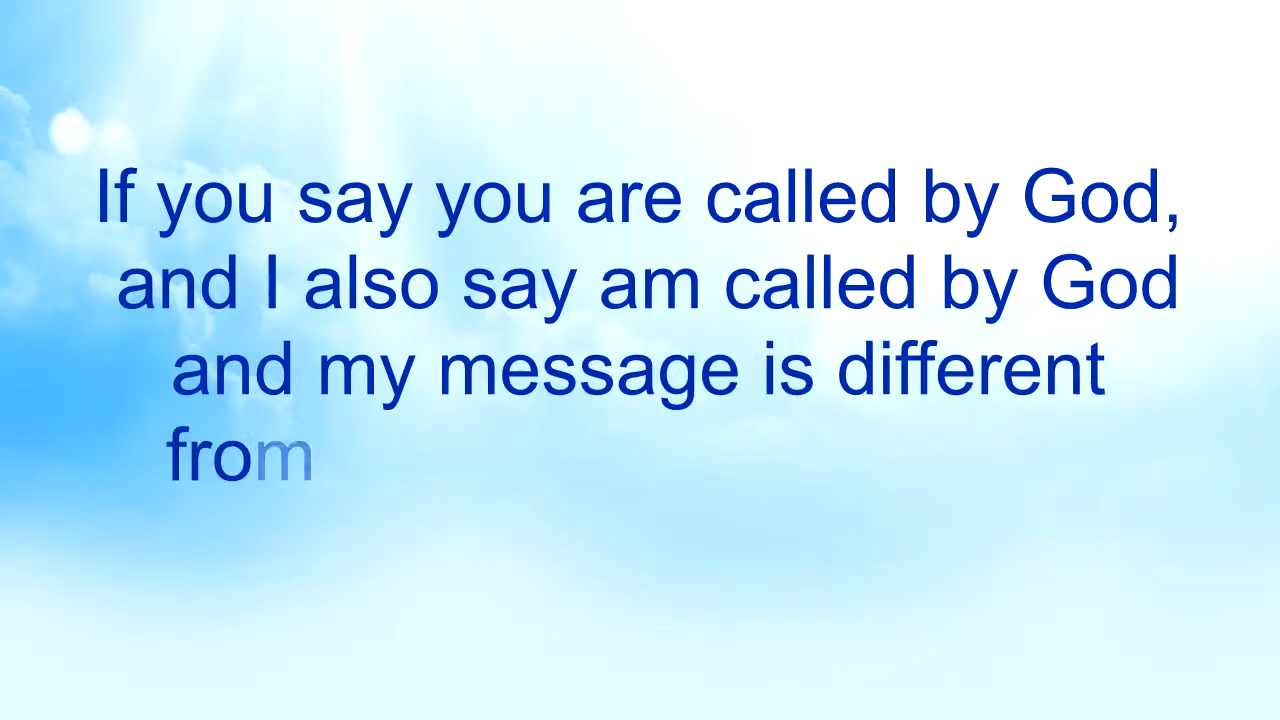 If you say you are called by God,
and I also say am called by God
and my message is different
from